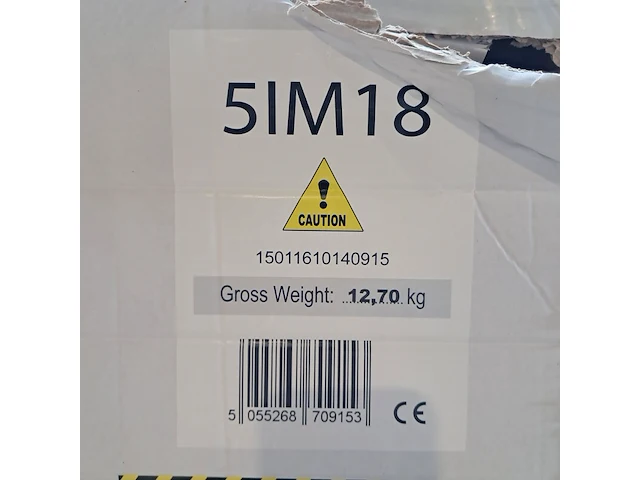 5IM18
CAUTION
15011610140915
Gross Weight: 12,70 kg
5 055268 709153
CE